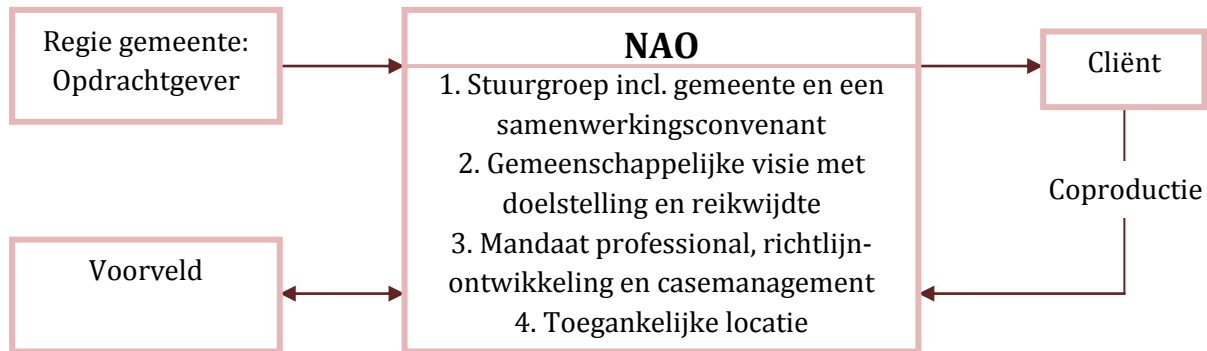 Regie gemeente:
Opdrachtgever
NAO
1. Stuurgroep incl. gemeente en een
samenwerkingsconvenant
2. Gemeenschappelijke visie met
doelstelling en reikwijdte
3. Mandaat professional, richtlijn-
ontwikkeling en casemanagement
4. Toegankelijke locatie
Cliënt
Coproductie
Voorveld